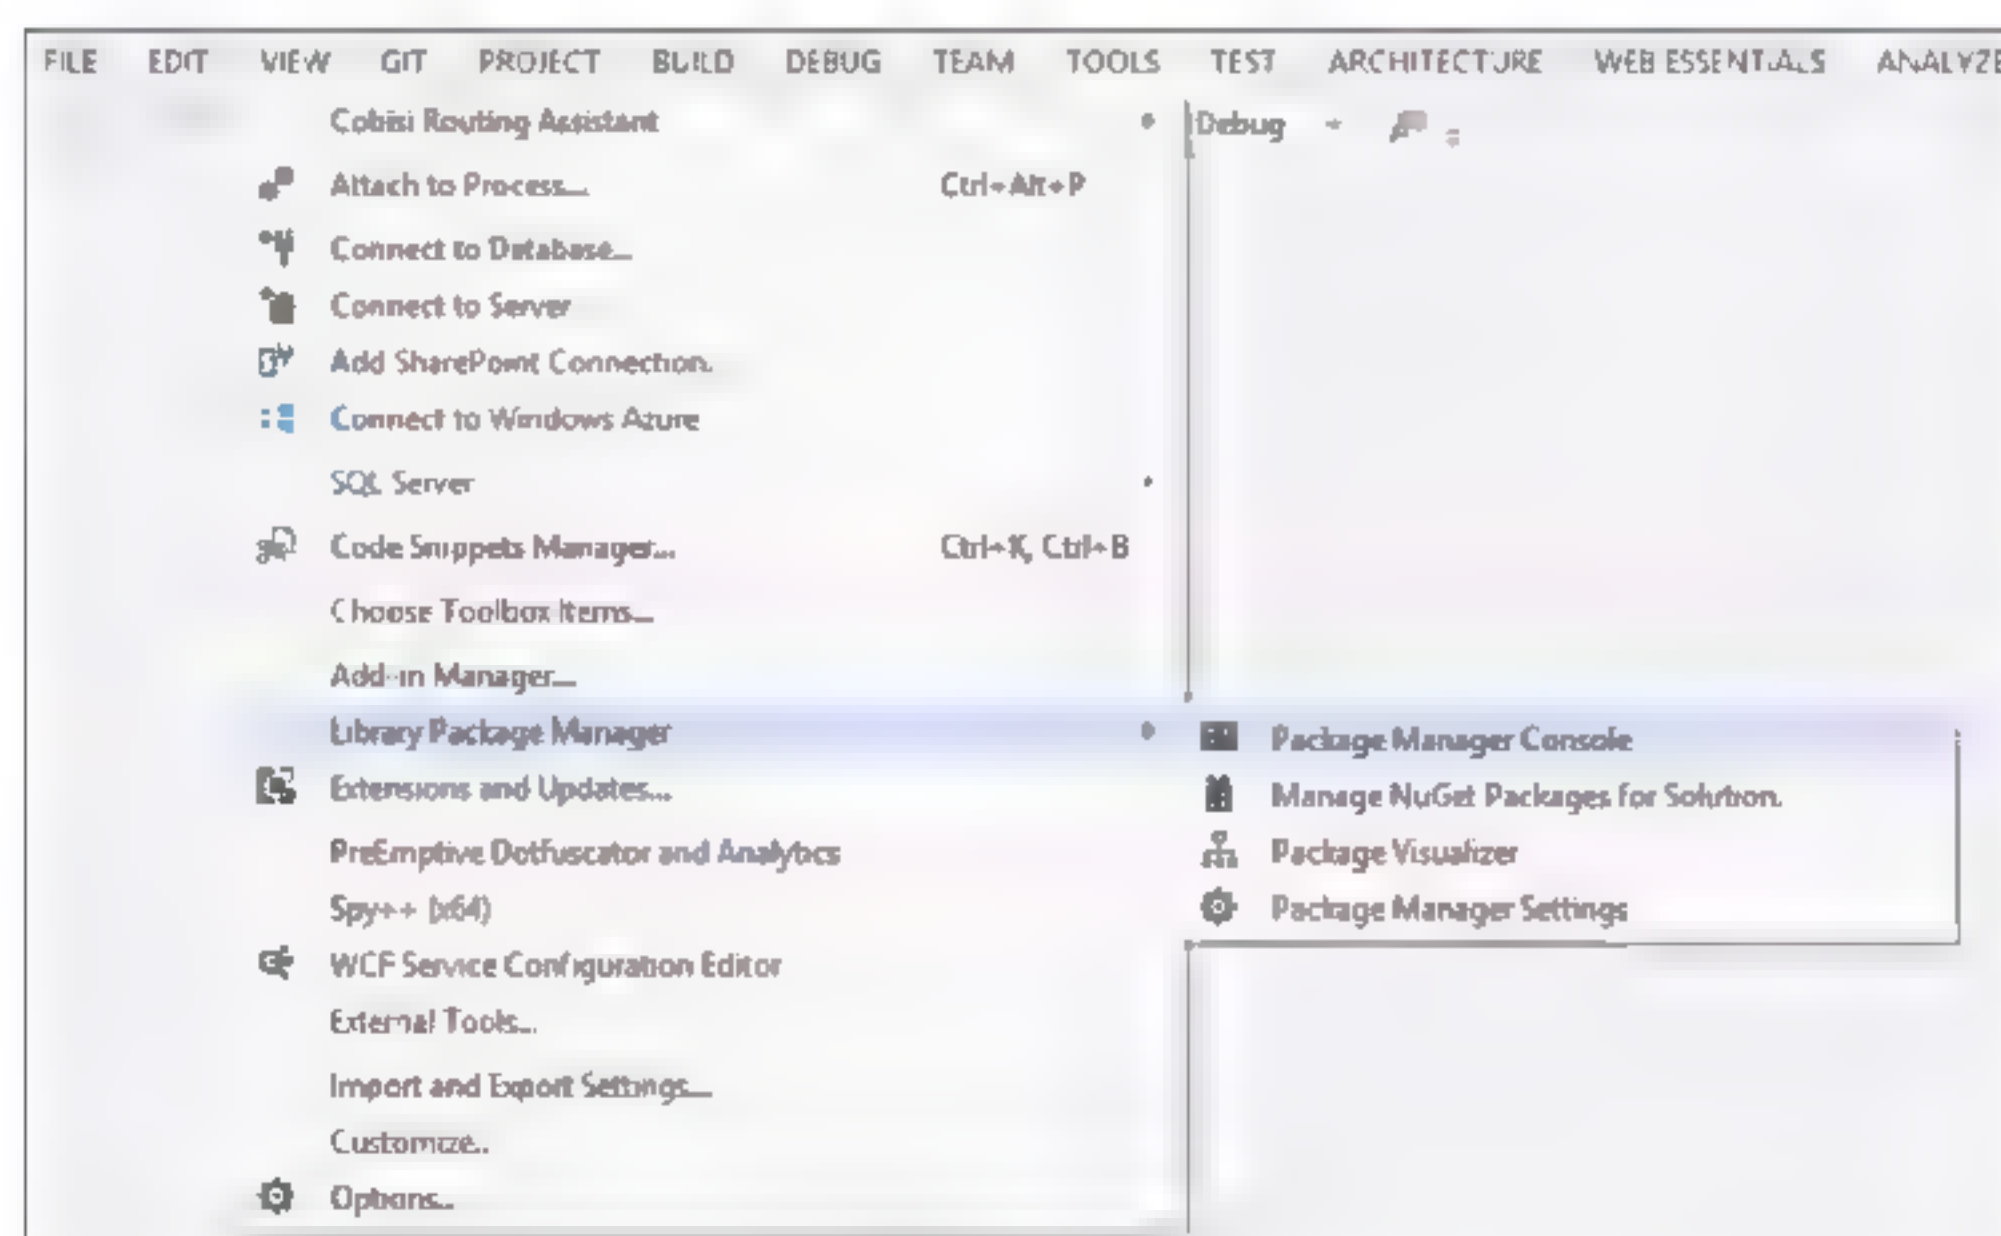 FILE EDIT VIEW GIT PROJECT BUILD DEBUG TEAM TOOLS TEST ARCHITECTURE WEB ESSENTIALS ANALYZE
Cobisi Routing Assistant
Debug
Attach to Process... Ctrl+Alt+P
Connect to Database...
Connect to Server
Add SharePoint Connection.
Connect to Windows Azure
SQL Server
Code Snippets Manager... Ctrl+K, Ctrl+B
Choose Toolbox Items...
Add-in Manager...
Library Package Manager
Package Manager Console
Extensions and Updates...
Manage NuGet Packages for Solution.
PreEmptive Dotfuscator and Analytics
Package Visualizer
Spy++ (x64)
Package Manager Settings
WCF Service Configuration Editor
External Tools...
Import and Export Settings...
Customize..
Options..